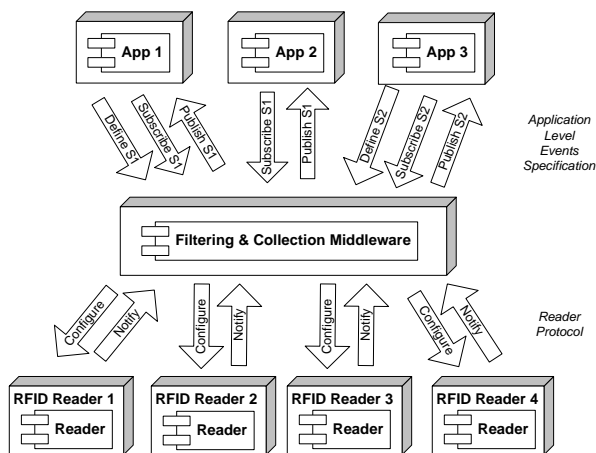 App 1
App 2
App 3
Define S1
Subscribe S1
Publish S1
Subscribe S1
Publish S1
Define S2
Subscribe S2
Publish S2
Application
Level
Events
Specification
Filtering & Collection Middleware
Configure
Notify
Configure
Notify
Configure
Notify
Configure
Notify
Reader
Protocol
RFID Reader 1
Reader
RFID Reader 2
Reader
RFID Reader 3
Reader
RFID Reader 4
Reader